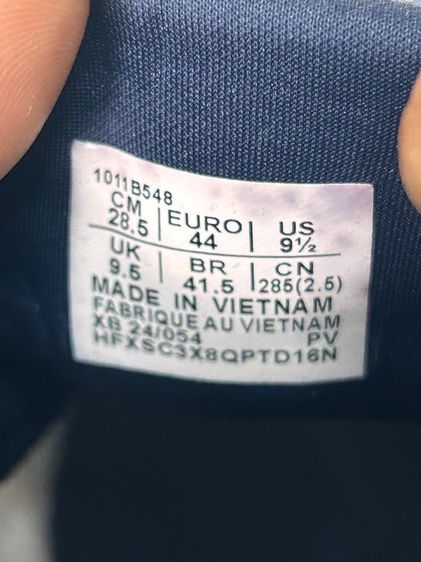 1011B548
CM | EURO | US
28.5 | 44 | 9½
UK | BR | CN
9.5 | 41.5 | 285(2.5)
MADE IN VIETNAM
FABRIQUE AU VIETNAM
XB 24/054 PV
HFXSC3X8QPTD16N